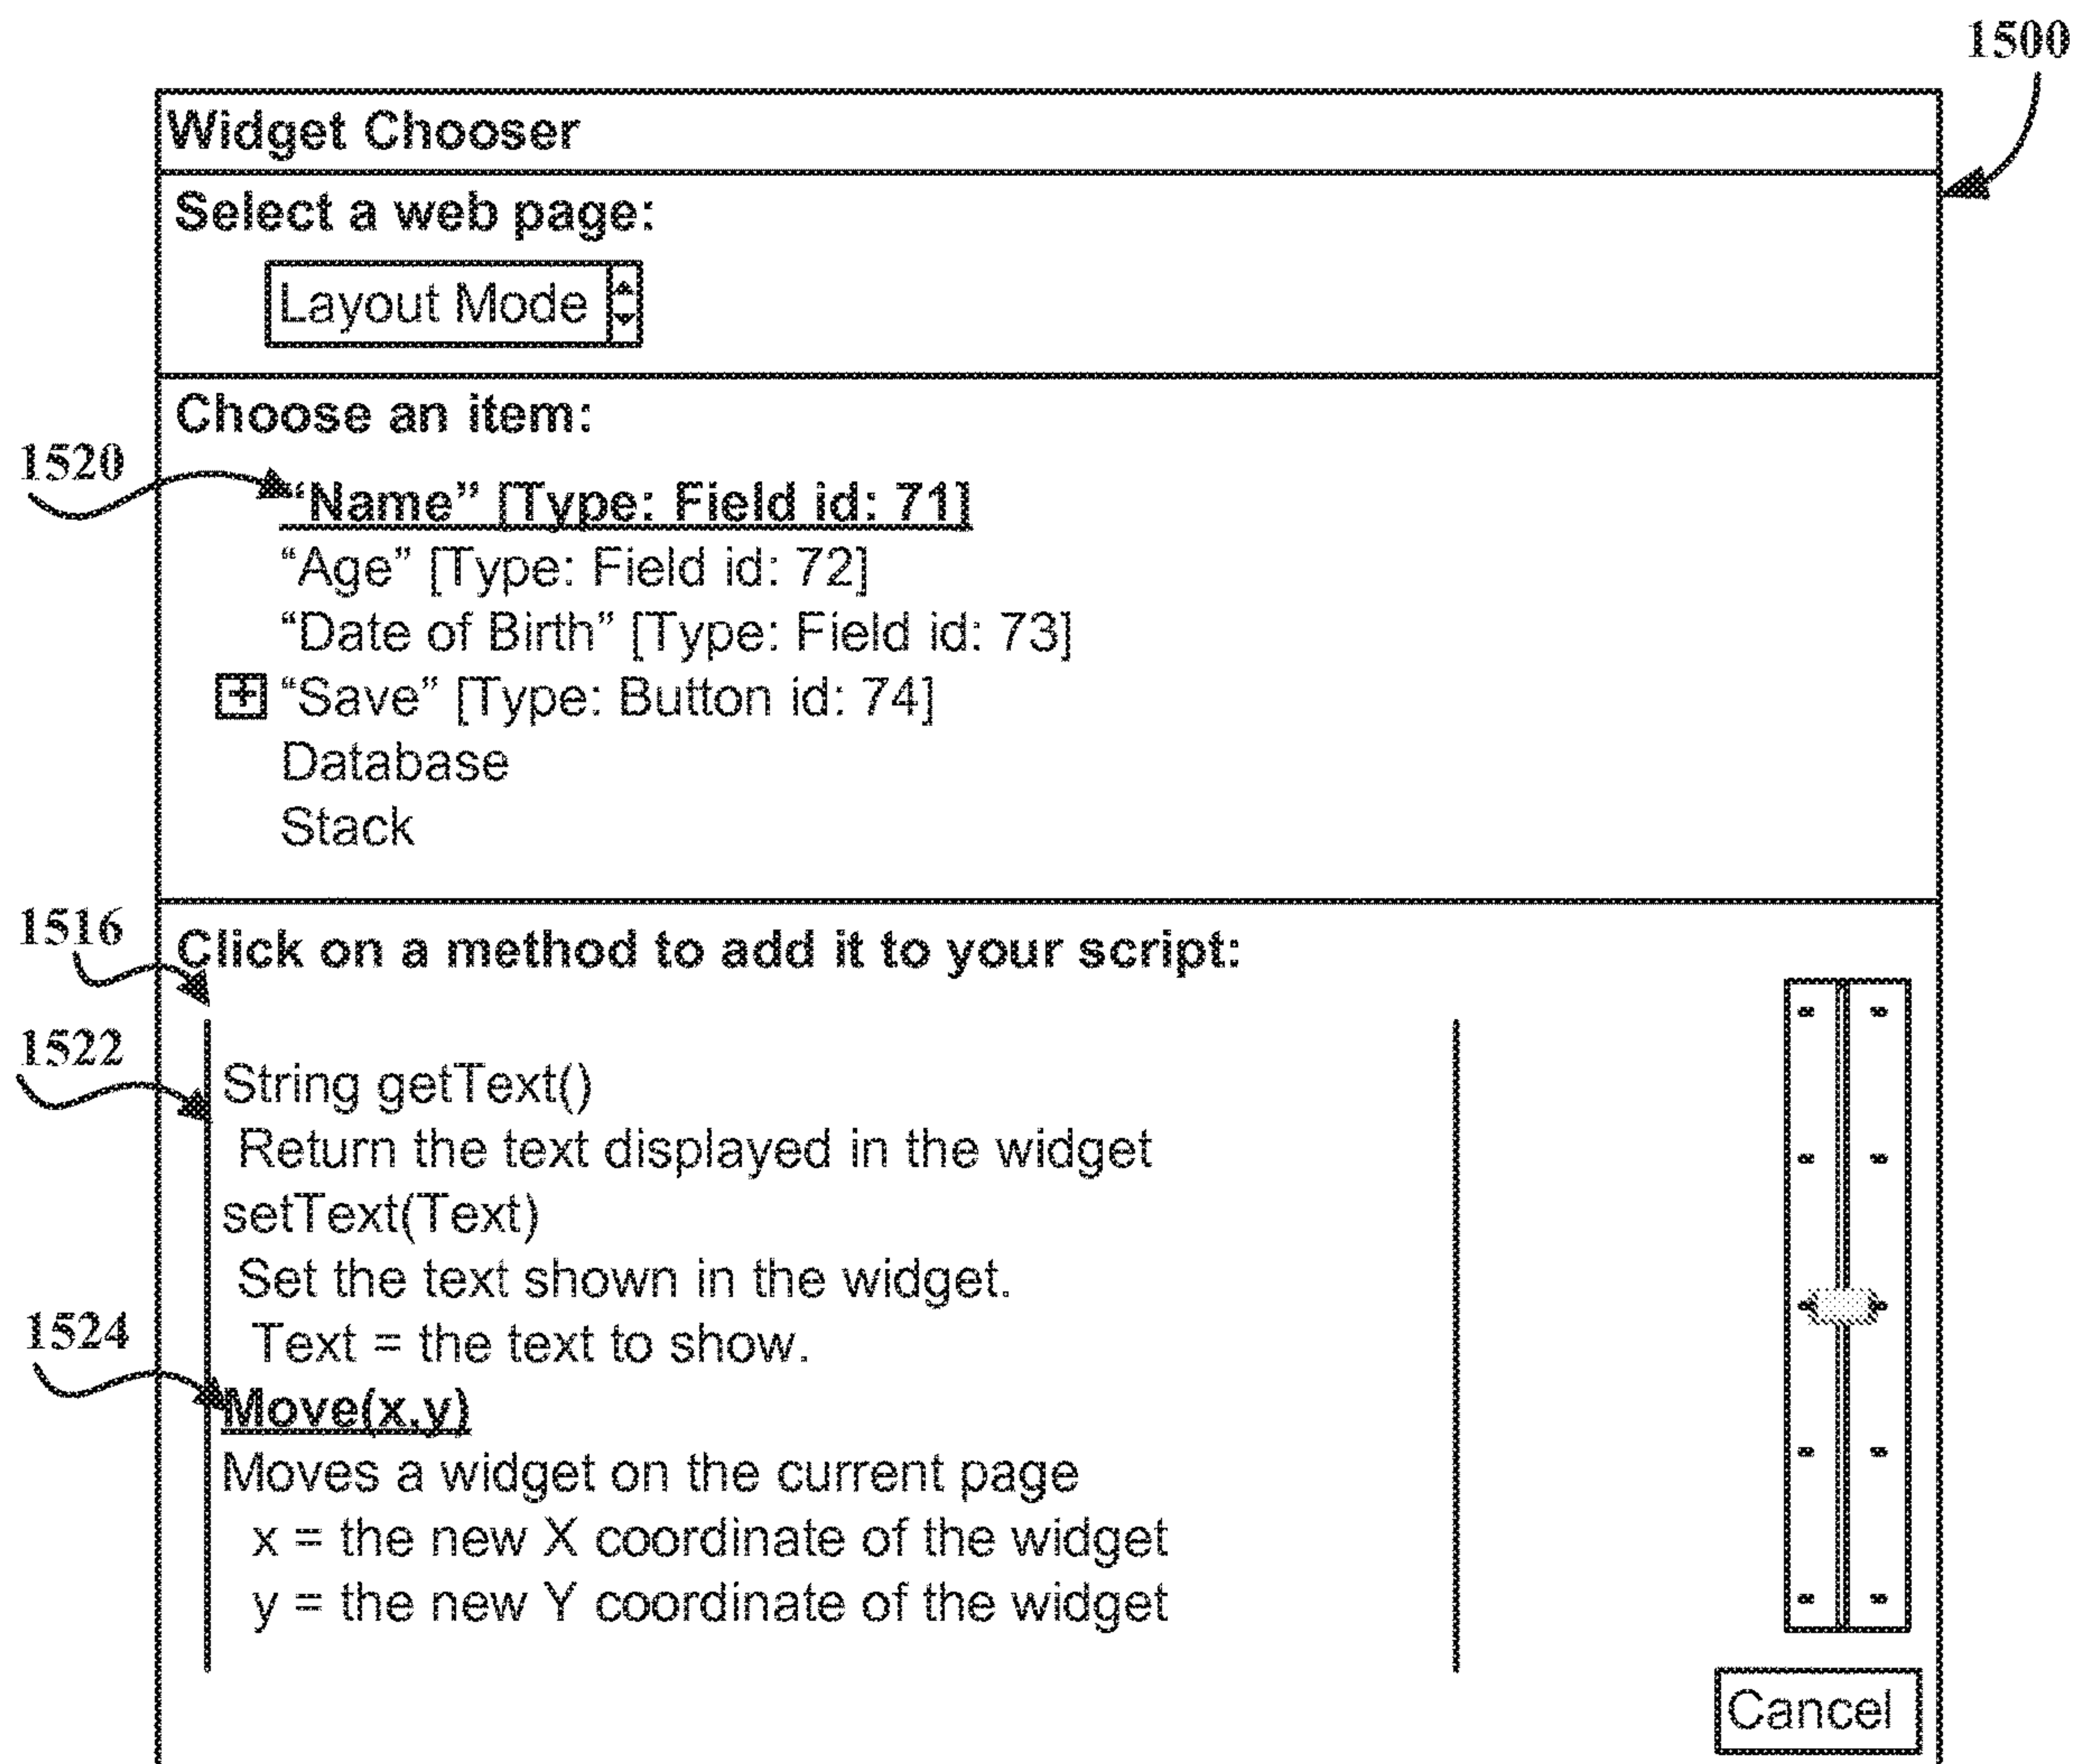 1500
Widget Chooser
Select a web page:
Layout Mode
Choose an item:
1520
“Name” [Type: Field id: 71]
“Age” [Type: Field id: 72]
“Date of Birth” [Type: Field id: 73]
+ “Save” [Type: Button id: 74]
Database
Stack
1516
Click on a method to add it to your script:
1522
String getText()
Return the text displayed in the widget
setText(Text)
Set the text shown in the widget.
Text = the text to show.
1524
Move(x,y)
Moves a widget on the current page
x = the new X coordinate of the widget
y = the new Y coordinate of the widget
Cancel